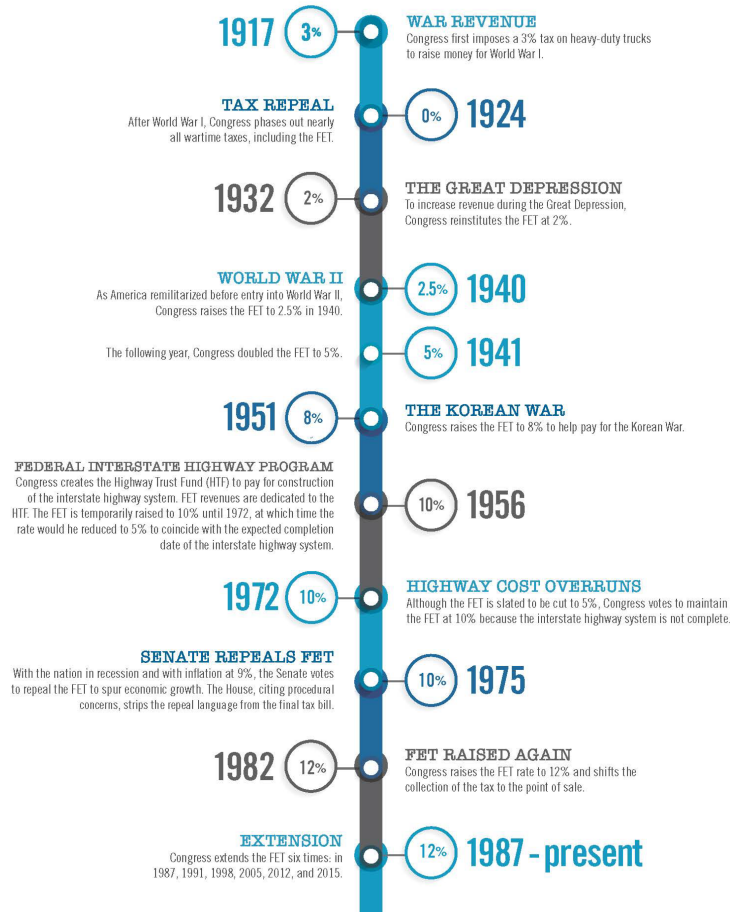 1917
3%
WAR REVENUE
Congress first imposes a 3% tax on heavy-duty trucks
to raise money for World War I.
TAX REPEAL
After World War I, Congress phases out nearly
all wartime taxes, including the FET.
0%
1924
1932
2%
THE GREAT DEPRESSION
To increase revenue during the Great Depression,
Congress reinstitutes the FET at 2%.
WORLD WAR II
As America remilitarized before entry into World War II,
Congress raises the FET to 2.5% in 1940.
2.5%
1940
The following year, Congress doubled the FET to 5%.
5%
1941
1951
8%
THE KOREAN WAR
Congress raises the FET to 8% to help pay for the Korean War.
FEDERAL INTERSTATE HIGHWAY PROGRAM
Congress creates the Highway Trust Fund (HTF) to pay for construction
of the interstate highway system. FET revenues are dedicated to the
HTF. The FET is temporarily raised to 10% until 1972, at which time the
rate would he reduced to 5% to coincide with the expected completion
date of the interstate highway system.
10%
1956
1972
10%
HIGHWAY COST OVERRUNS
Although the FET is slated to be cut to 5%, Congress votes to maintain
the FET at 10% because the interstate highway system is not complete.
SENATE REPEALS FET
With the nation in recession and with inflation at 9%, the Senate votes
to repeal the FET to spur economic growth. The House, citing procedural
concerns, strips the repeal language from the final tax bill.
10%
1975
1982
12%
FET RAISED AGAIN
Congress raises the FET rate to 12% and shifts the
collection of the tax to the point of sale.
EXTENSION
Congress extends the FET six times: in
1987, 1991, 1998, 2005, 2012, and 2015.
12%
1987 - present